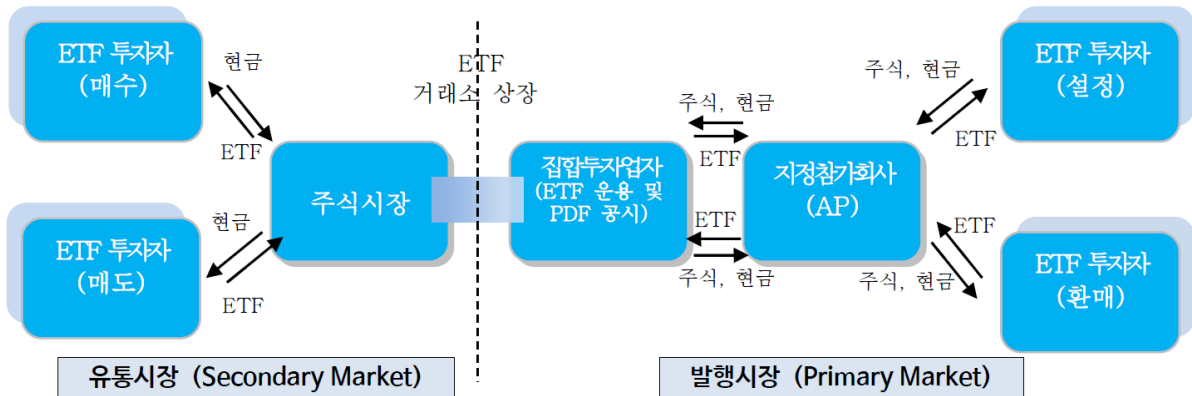 ETF 투자자
(매수)
현금
ETF
ETF 투자자
(매도)
현금
ETF
주식시장
ETF
거래소 상장
집합투자업자
(ETF 운용 및
PDF 공시)
주식, 현금
ETF
ETF
주식, 현금
지정참가회사
(AP)
주식, 현금
ETF
ETF 투자자
(설정)
ETF
주식, 현금
ETF 투자자
(환매)
유통시장 (Secondary Market)
발행시장 (Primary Market)